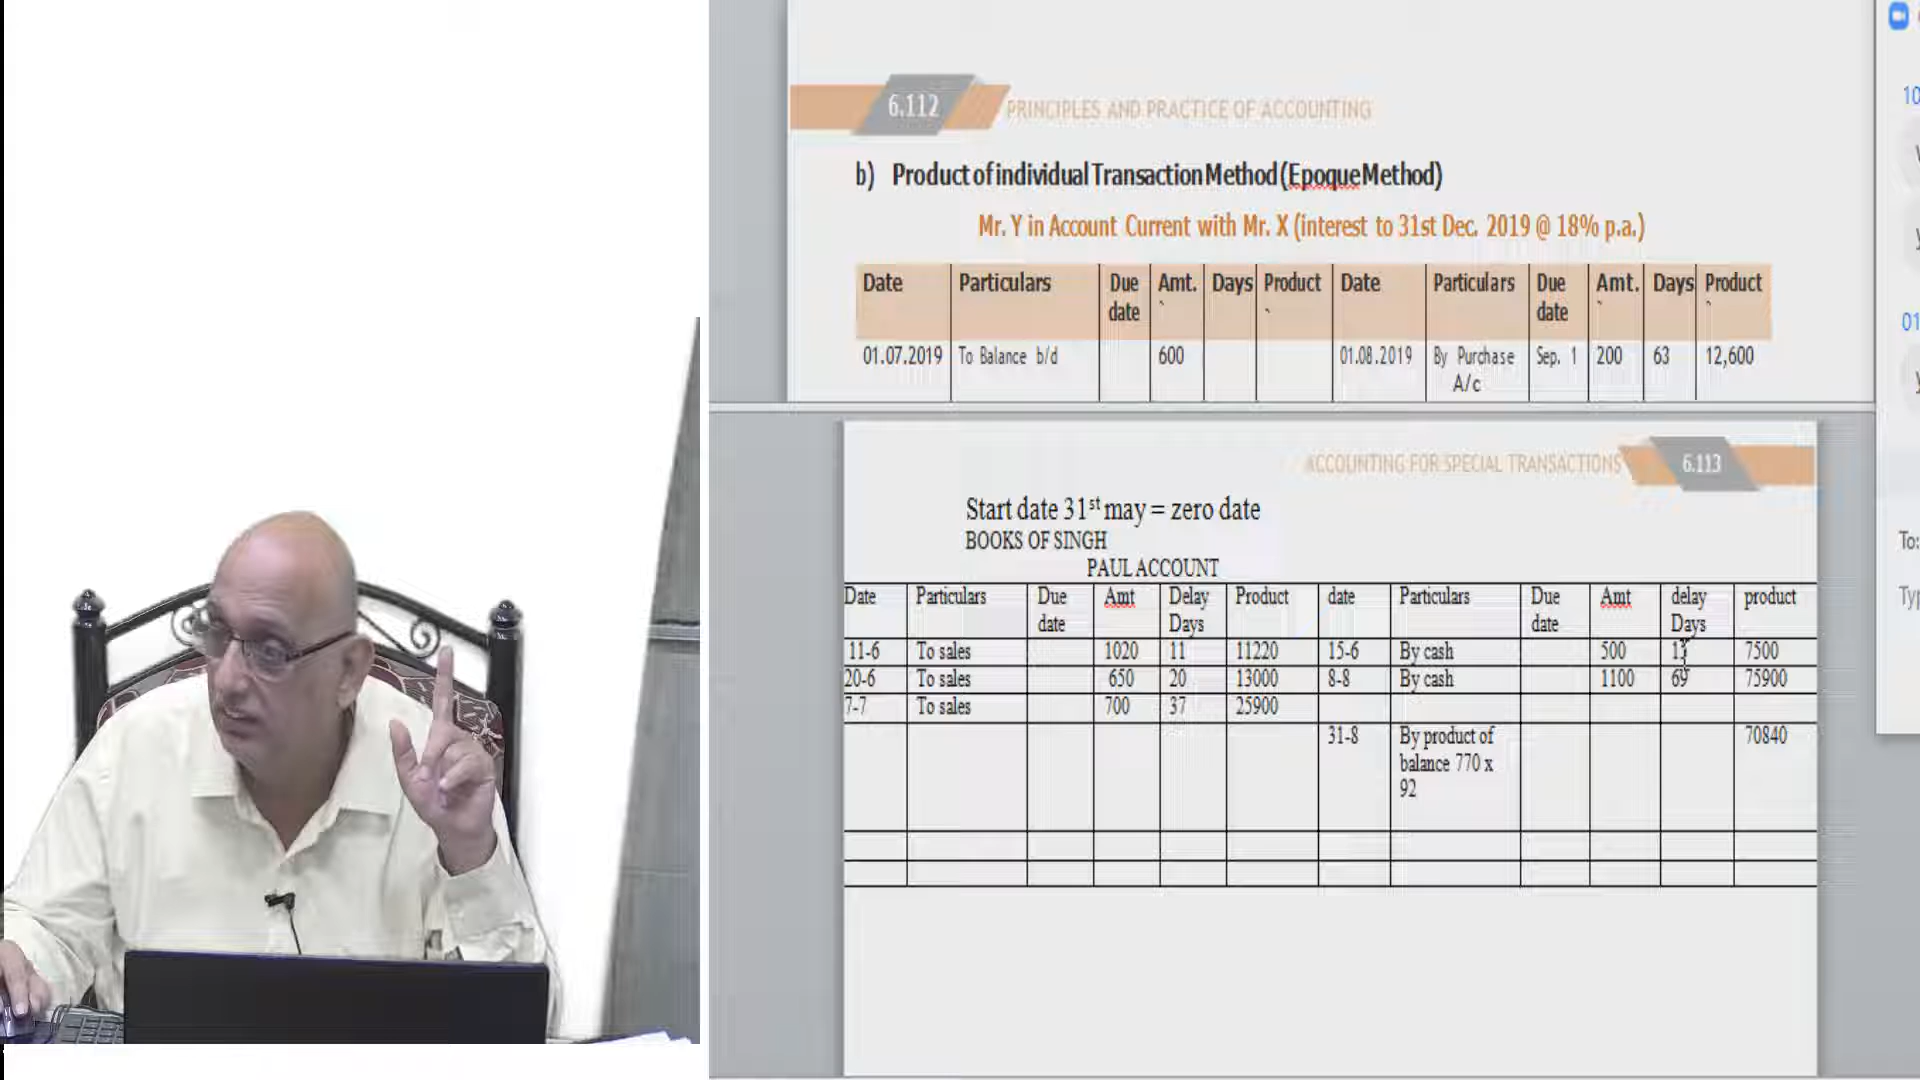 6.112 PRINCIPLES AND PRACTICE OF ACCOUNTING
b) Product of individual Transaction Method (Epoque Method)
Mr. Y in Account Current with Mr. X (interest to 31st Dec. 2019 @ 18% p.a.)
Date Particulars Due date Amt. Days Product Date Particulars Due date Amt. Days Product
01.07.2019 To Balance b/d 600 01.08.2019 By Purchase A/c Sep. 1 200 63 12,600
ACCOUNTING FOR SPECIAL TRANSACTIONS 6.113
Start date 31st may = zero date
BOOKS OF SINGH
PAUL ACCOUNT
Date Particulars Due date Amt Delay Days Product date Particulars Due date Amt delay Days product
11-6 To sales 1020 11 11220 15-6 By cash 500 7500
20-6 To sales 650 20 13000 8-8 By cash 1100 69 75900
7-7 To sales 700 37 25900
31-8 By product of balance 770 x 92 70840
10
01
To: